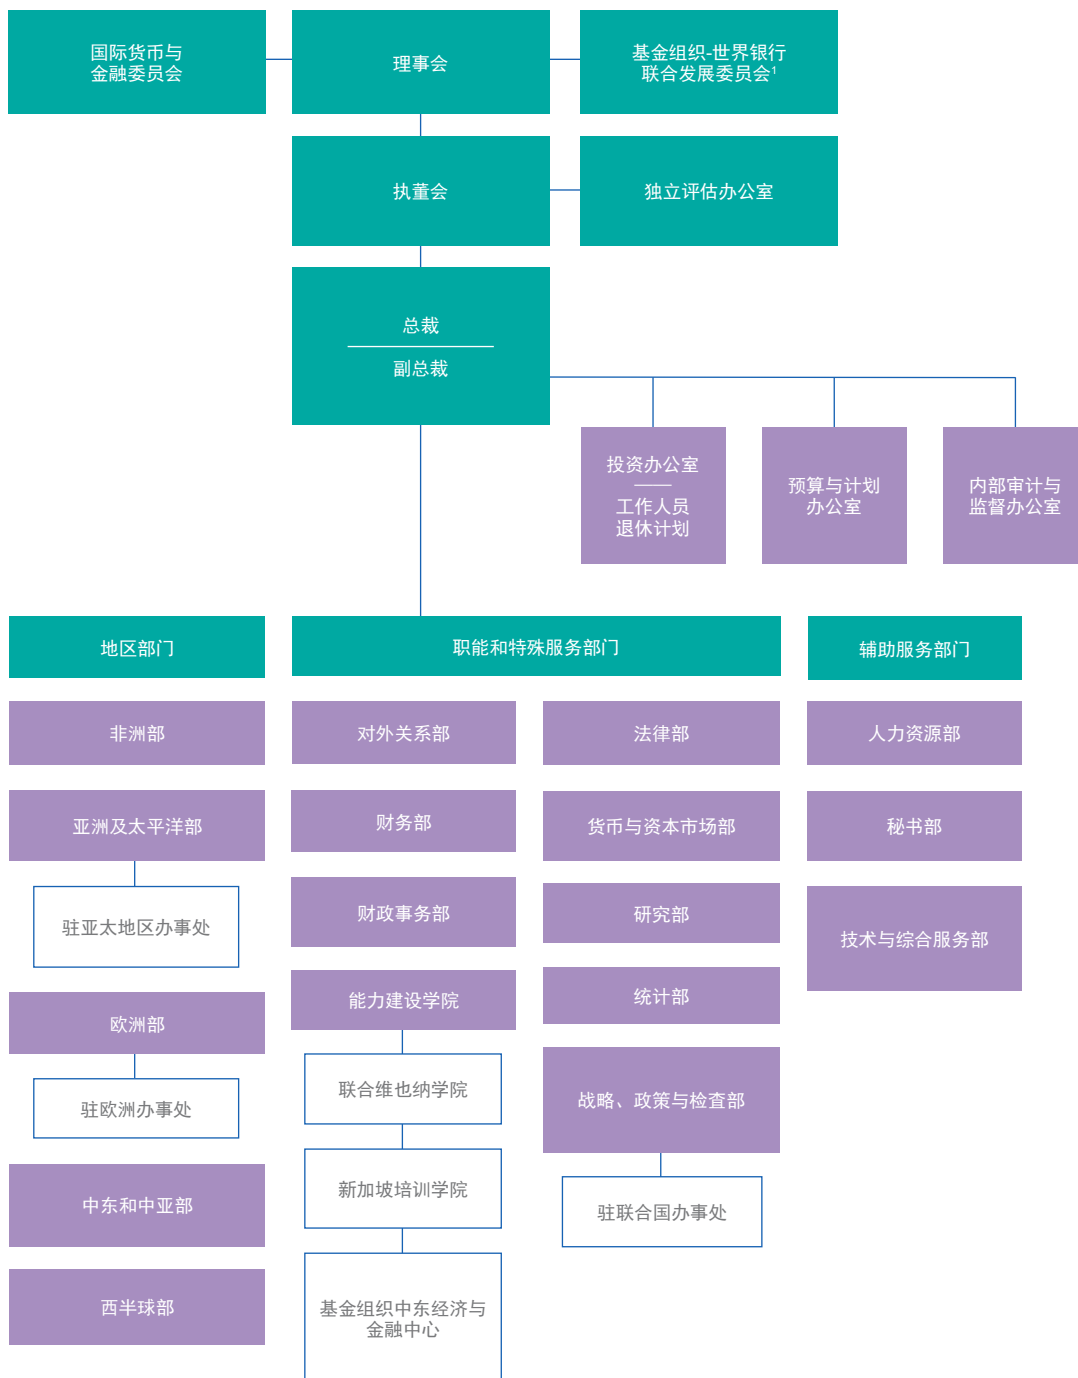 国际货币与
金融委员会
理事会
基金组织-世界银行
联合发展委员会¹
执董会
独立评估办公室
总裁
副总裁
投资办公室
工作人员
退休计划
预算与计划
办公室
内部审计与
监督办公室
地区部门
职能和特殊服务部门
辅助服务部门
非洲部
对外关系部
法律部
人力资源部
亚洲及太平洋部
财务部
货币与资本市场部
秘书部
驻亚太地区办事处
财政事务部
研究部
技术与综合服务部
欧洲部
能力建设学院
统计部
驻欧洲办事处
联合维也纳学院
战略、政策与检查部
中东和中亚部
新加坡培训学院
驻联合国办事处
西半球部
基金组织中东经济与
金融中心